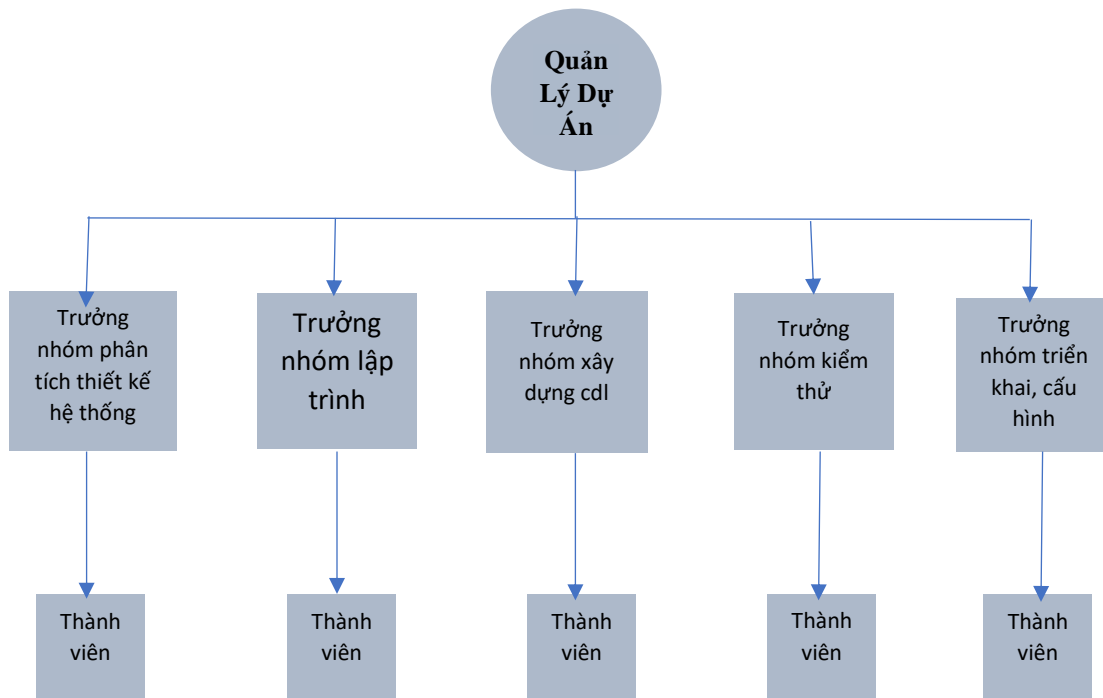 Quản
Lý Dự
Án
Trưởng
nhóm phân
tích thiết kế
hệ thống
Trưởng
nhóm lập
trình
Trưởng
nhóm xây
dựng cdl
Trưởng
nhóm kiểm
thử
Trưởng
nhóm triển
khai, cấu
hình
Thành
viên
Thành
viên
Thành
viên
Thành
viên
Thành
viên